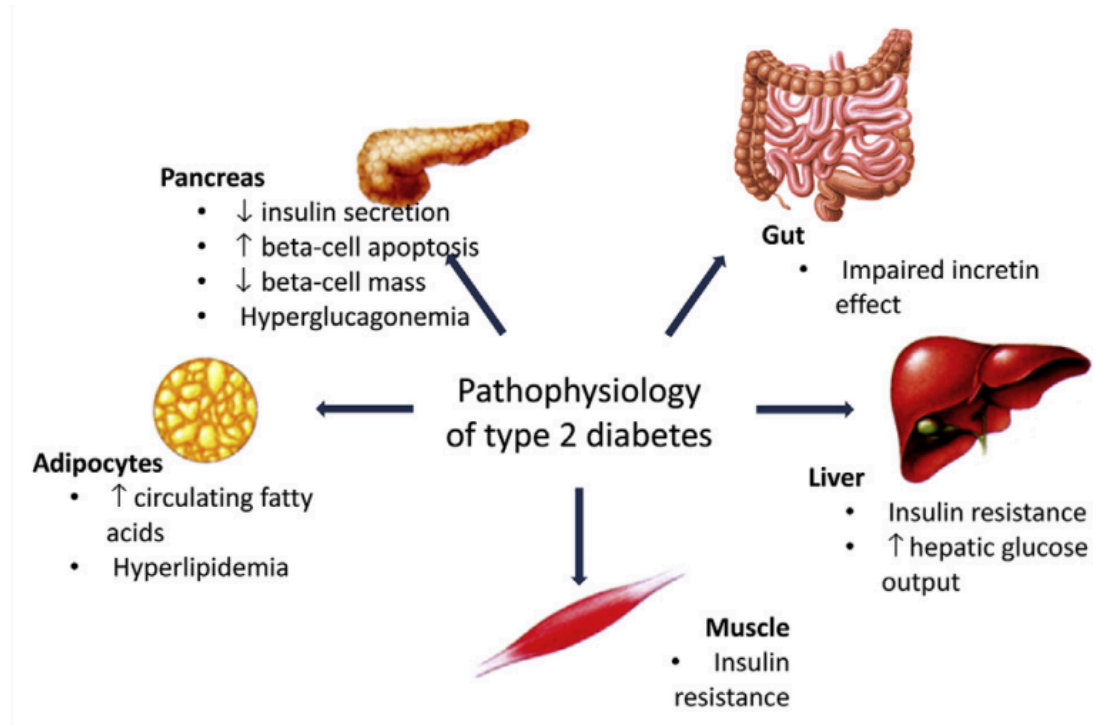 Pancreas
• ↓ insulin secretion
• ↑ beta-cell apoptosis
• ↓ beta-cell mass
• Hyperglucagonemia
Gut
• Impaired incretin
effect
Pathophysiology
of type 2 diabetes
Adipocytes
• ↑ circulating fatty
acids
• Hyperlipidemia
Liver
• Insulin resistance
• ↑ hepatic glucose
output
Muscle
• Insulin
resistance